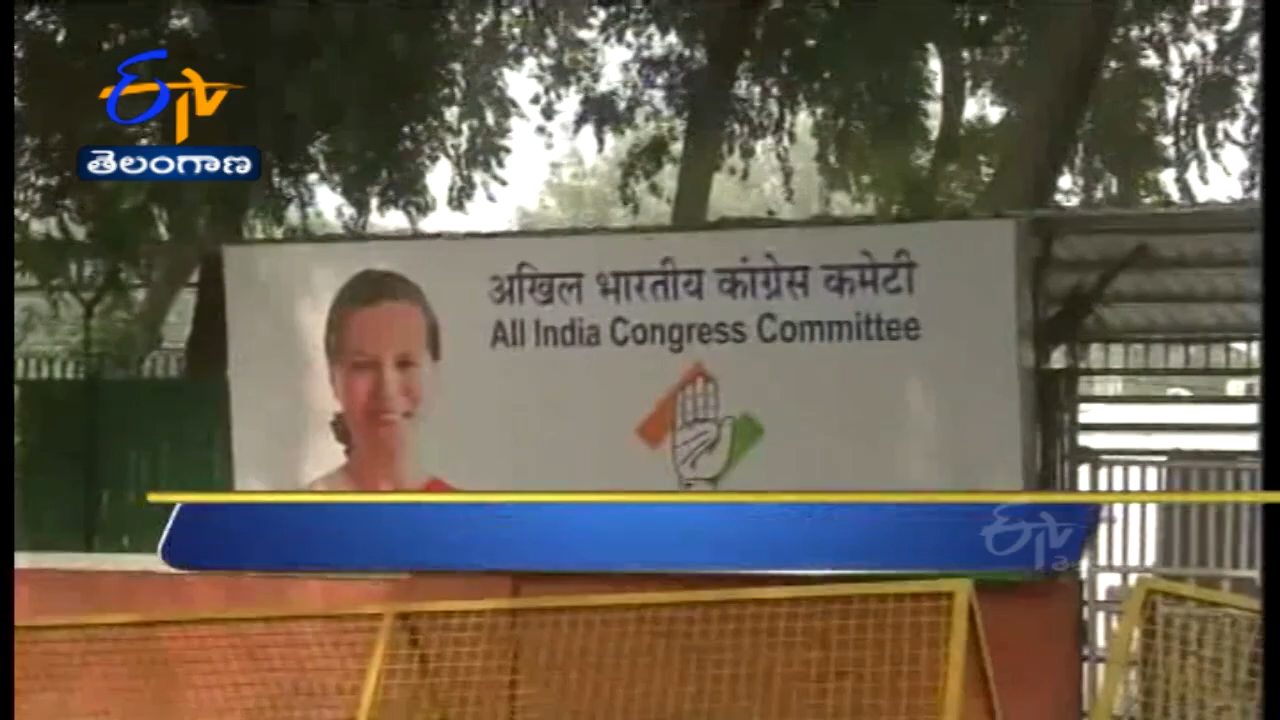 ETV
తెలంగాణ
अखिल भारतीय कांग्रेस कमेटी
All India Congress Committee